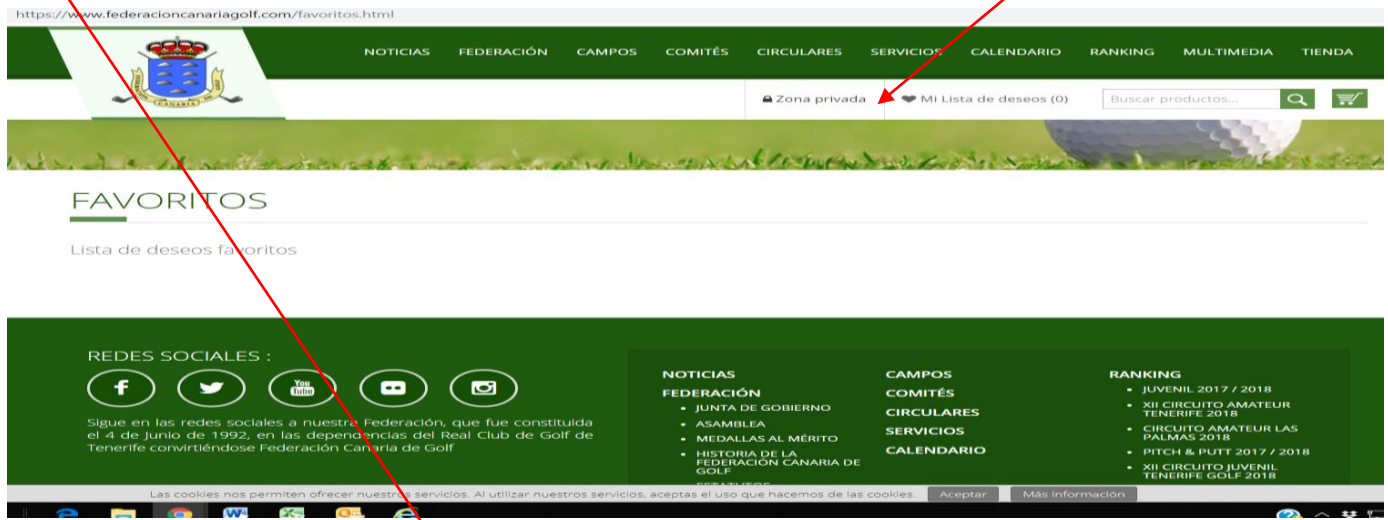 https://www.federacioncanariagolf.com/favoritos.html
NOTICIAS FEDERACIÓN CAMPOS COMITÉS CIRCULARES SERVICIOS CALENDARIO RANKING MULTIMEDIA TIENDA
CANARIA
Zona privada Mi Lista de deseos (0) Buscar productos...
FAVORITOS
Lista de deseos favoritos
REDES SOCIALES :
You
Tube
Sigue en las redes sociales a nuestra Federación, que fue constituida
el 4 de Junio de 1992, en las dependencias del Real Club de Golf de
Tenerife convirtiéndose Federación Canaria de Golf
NOTICIAS
FEDERACIÓN
JUNTA DE GOBIERNO
ASAMBLEA
MEDALLAS AL MÉRITO
HISTORIA DE LA
FEDERACIÓN CANARIA DE
GOLF
ESTATUTOS
CAMPOS
COMITÉS
CIRCULARES
SERVICIOS
CALENDARIO
RANKING
JUVENIL 2017 / 2018
XII CIRCUITO AMATEUR
TENERIFE 2018
CIRCUITO AMATEUR LAS
PALMAS 2018
PITCH & PUTT 2017 / 2018
XII CIRCUITO JUVENIL
TENERIFE GOLF 2018
Las cookies nos permiten ofrecer nuestros servicios. Al utilizar nuestros servicios, aceptas el uso que hacemos de las cookies. Aceptar Más información